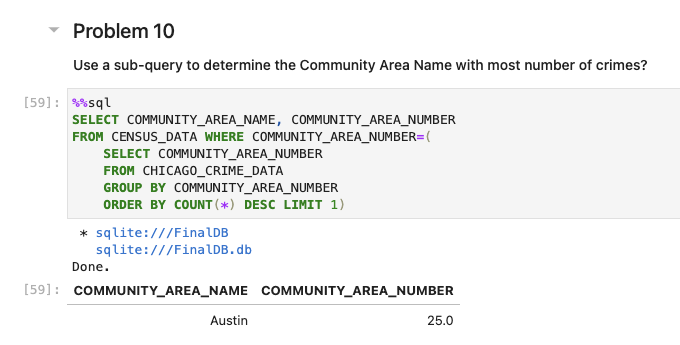 Problem 10
Use a sub-query to determine the Community Area Name with most number of crimes?
[59]: %%sql
SELECT COMMUNITY_AREA_NAME, COMMUNITY_AREA_NUMBER
FROM CENSUS_DATA WHERE COMMUNITY_AREA_NUMBER=(
SELECT COMMUNITY_AREA_NUMBER
FROM CHICAGO_CRIME_DATA
GROUP BY COMMUNITY_AREA_NUMBER
ORDER BY COUNT(*) DESC LIMIT 1)
* sqlite:///FinalDB
sqlite:///FinalDB.db
Done.
[59]: COMMUNITY_AREA_NAME COMMUNITY_AREA_NUMBER
Austin 25.0